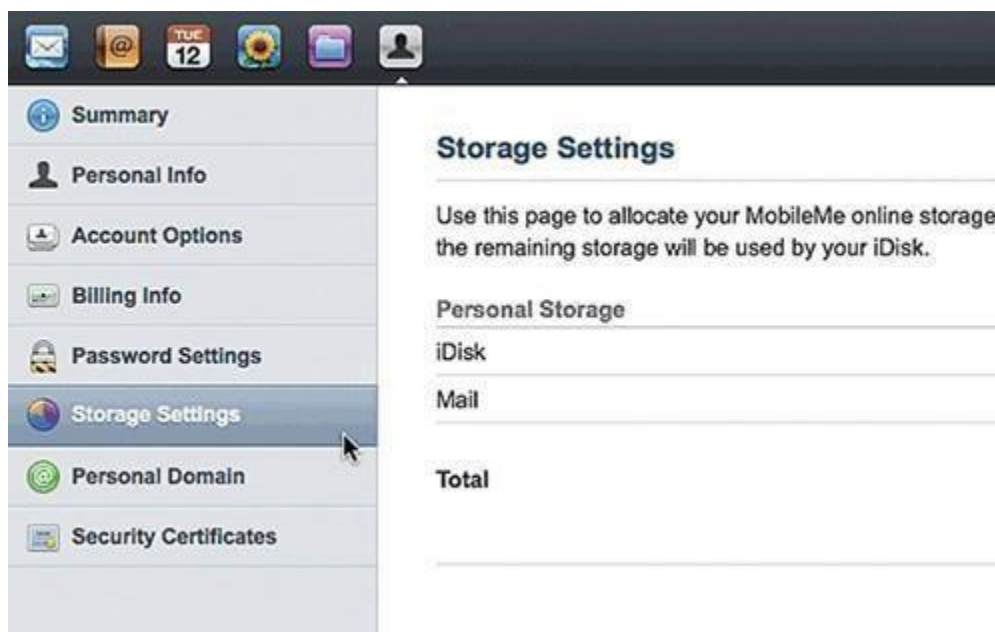 TUE
12
Summary
Personal Info
Account Options
Billing Info
Password Settings
Storage Settings
Personal Domain
Security Certificates
Storage Settings
Use this page to allocate your MobileMe online storage
the remaining storage will be used by your iDisk.
Personal Storage
iDisk
Mail
Total